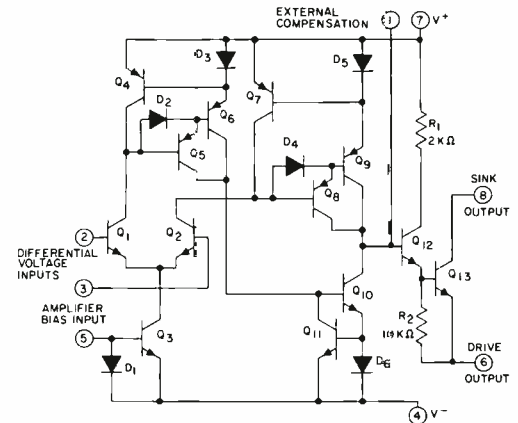 EXTERNAL
COMPENSATION
1
7 V+
D3
D5
Q4
Q7
D2
Q6
R1
2 KΩ
D4
Q9
Q5
Q8
SINK
8
OUTPUT
2
Q1
Q2
Q12
Q13
DIFFERENTIAL
VOLTAGE
INPUTS
3
Q10
R2
AMPLIFIER
BIAS INPUT
5
Q3
Q11
DRIVE
6
OUTPUT
D1
D6
4 V-